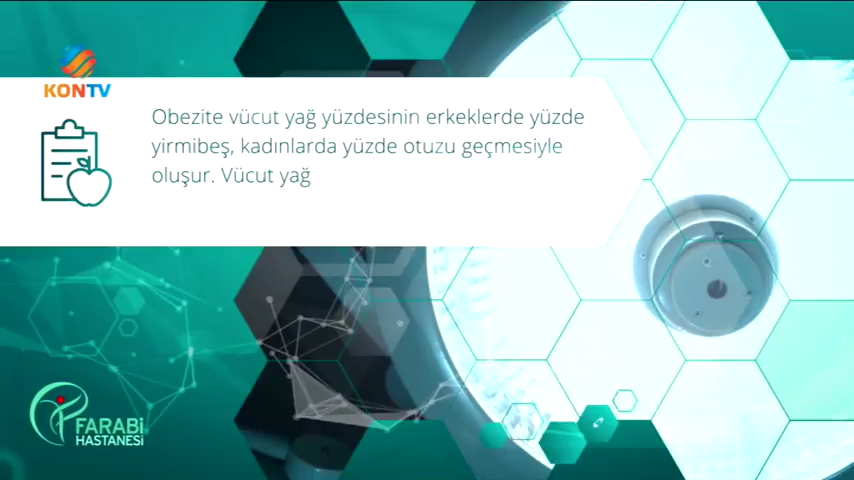 KONTV
Obezite vücut yağ yüzdesinin erkeklerde yüzde
yirmibeş, kadınlarda yüzde otuzu geçmesiyle
oluşur. Vücut yağ
FARABİ
HASTANESİ